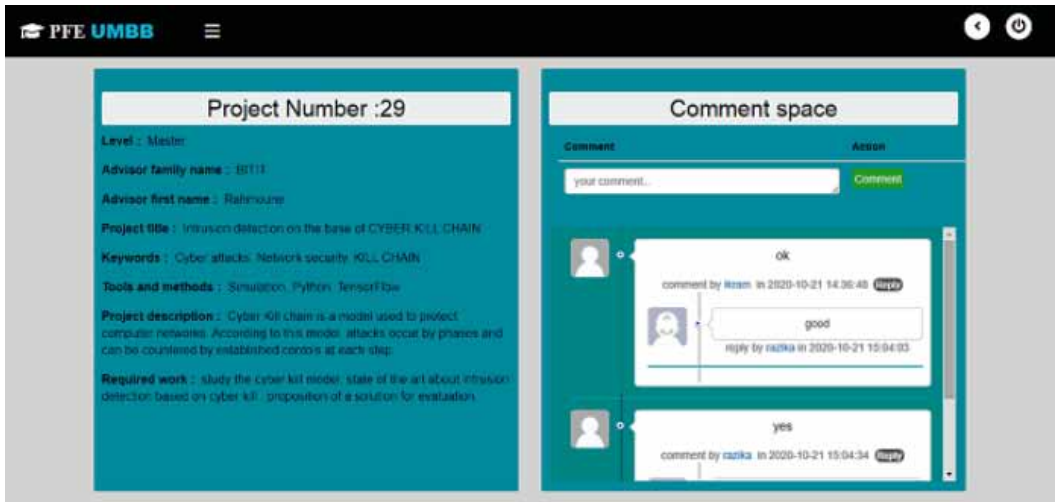 PFE UMBB
Project Number :29
Level : Master
Advisor family name :
Advisor first name :
Project title : Intrusion detection on the base of CYBER KILL CHAIN
Keywords : Cyber attacks, Network security, KILL CHAIN
Tools and methods : Simulation, Python, TensorFlow
Project description : Cyber Kill chain is a model used to protect
computer networks. According to this model, attacks occur by phases and
can be countered by established at each step.
Required work : study the cyber model, state of the art about intrusion
detection based on cyber kill , proposition of a solution for evaluation.
Comment space
Comment Action
your comment.. Comment
ok
comment by ikram in 2020-10-21 14:36:48 Reply
good
reply by razika in 2020-10-21 15:04:03
yes
comment by razika in 2020-10-21 15:04:34 Reply